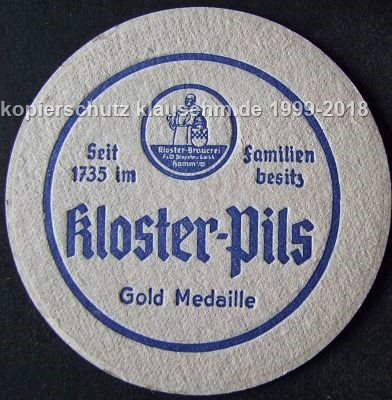 kopierschutz klausehm.de 1999-2018
Kloster-Brauerei
Hamm
Seit
1735 im
Familien
besitz
Kloster-Pils
Gold Medaille